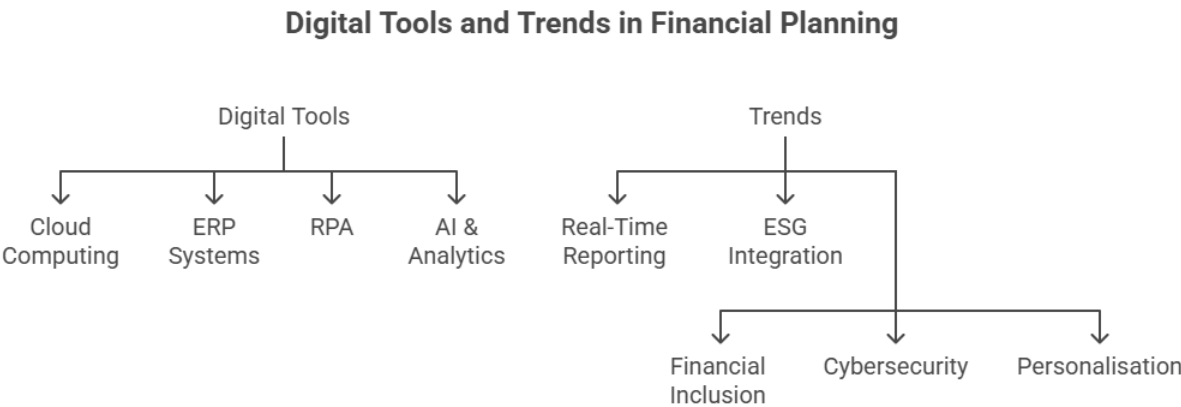 Digital Tools and Trends in Financial Planning
Digital Tools
Cloud
Computing
ERP
Systems
RPA
AI &
Analytics
Trends
Real-Time
Reporting
ESG
Integration
Financial
Inclusion
Cybersecurity
Personalisation